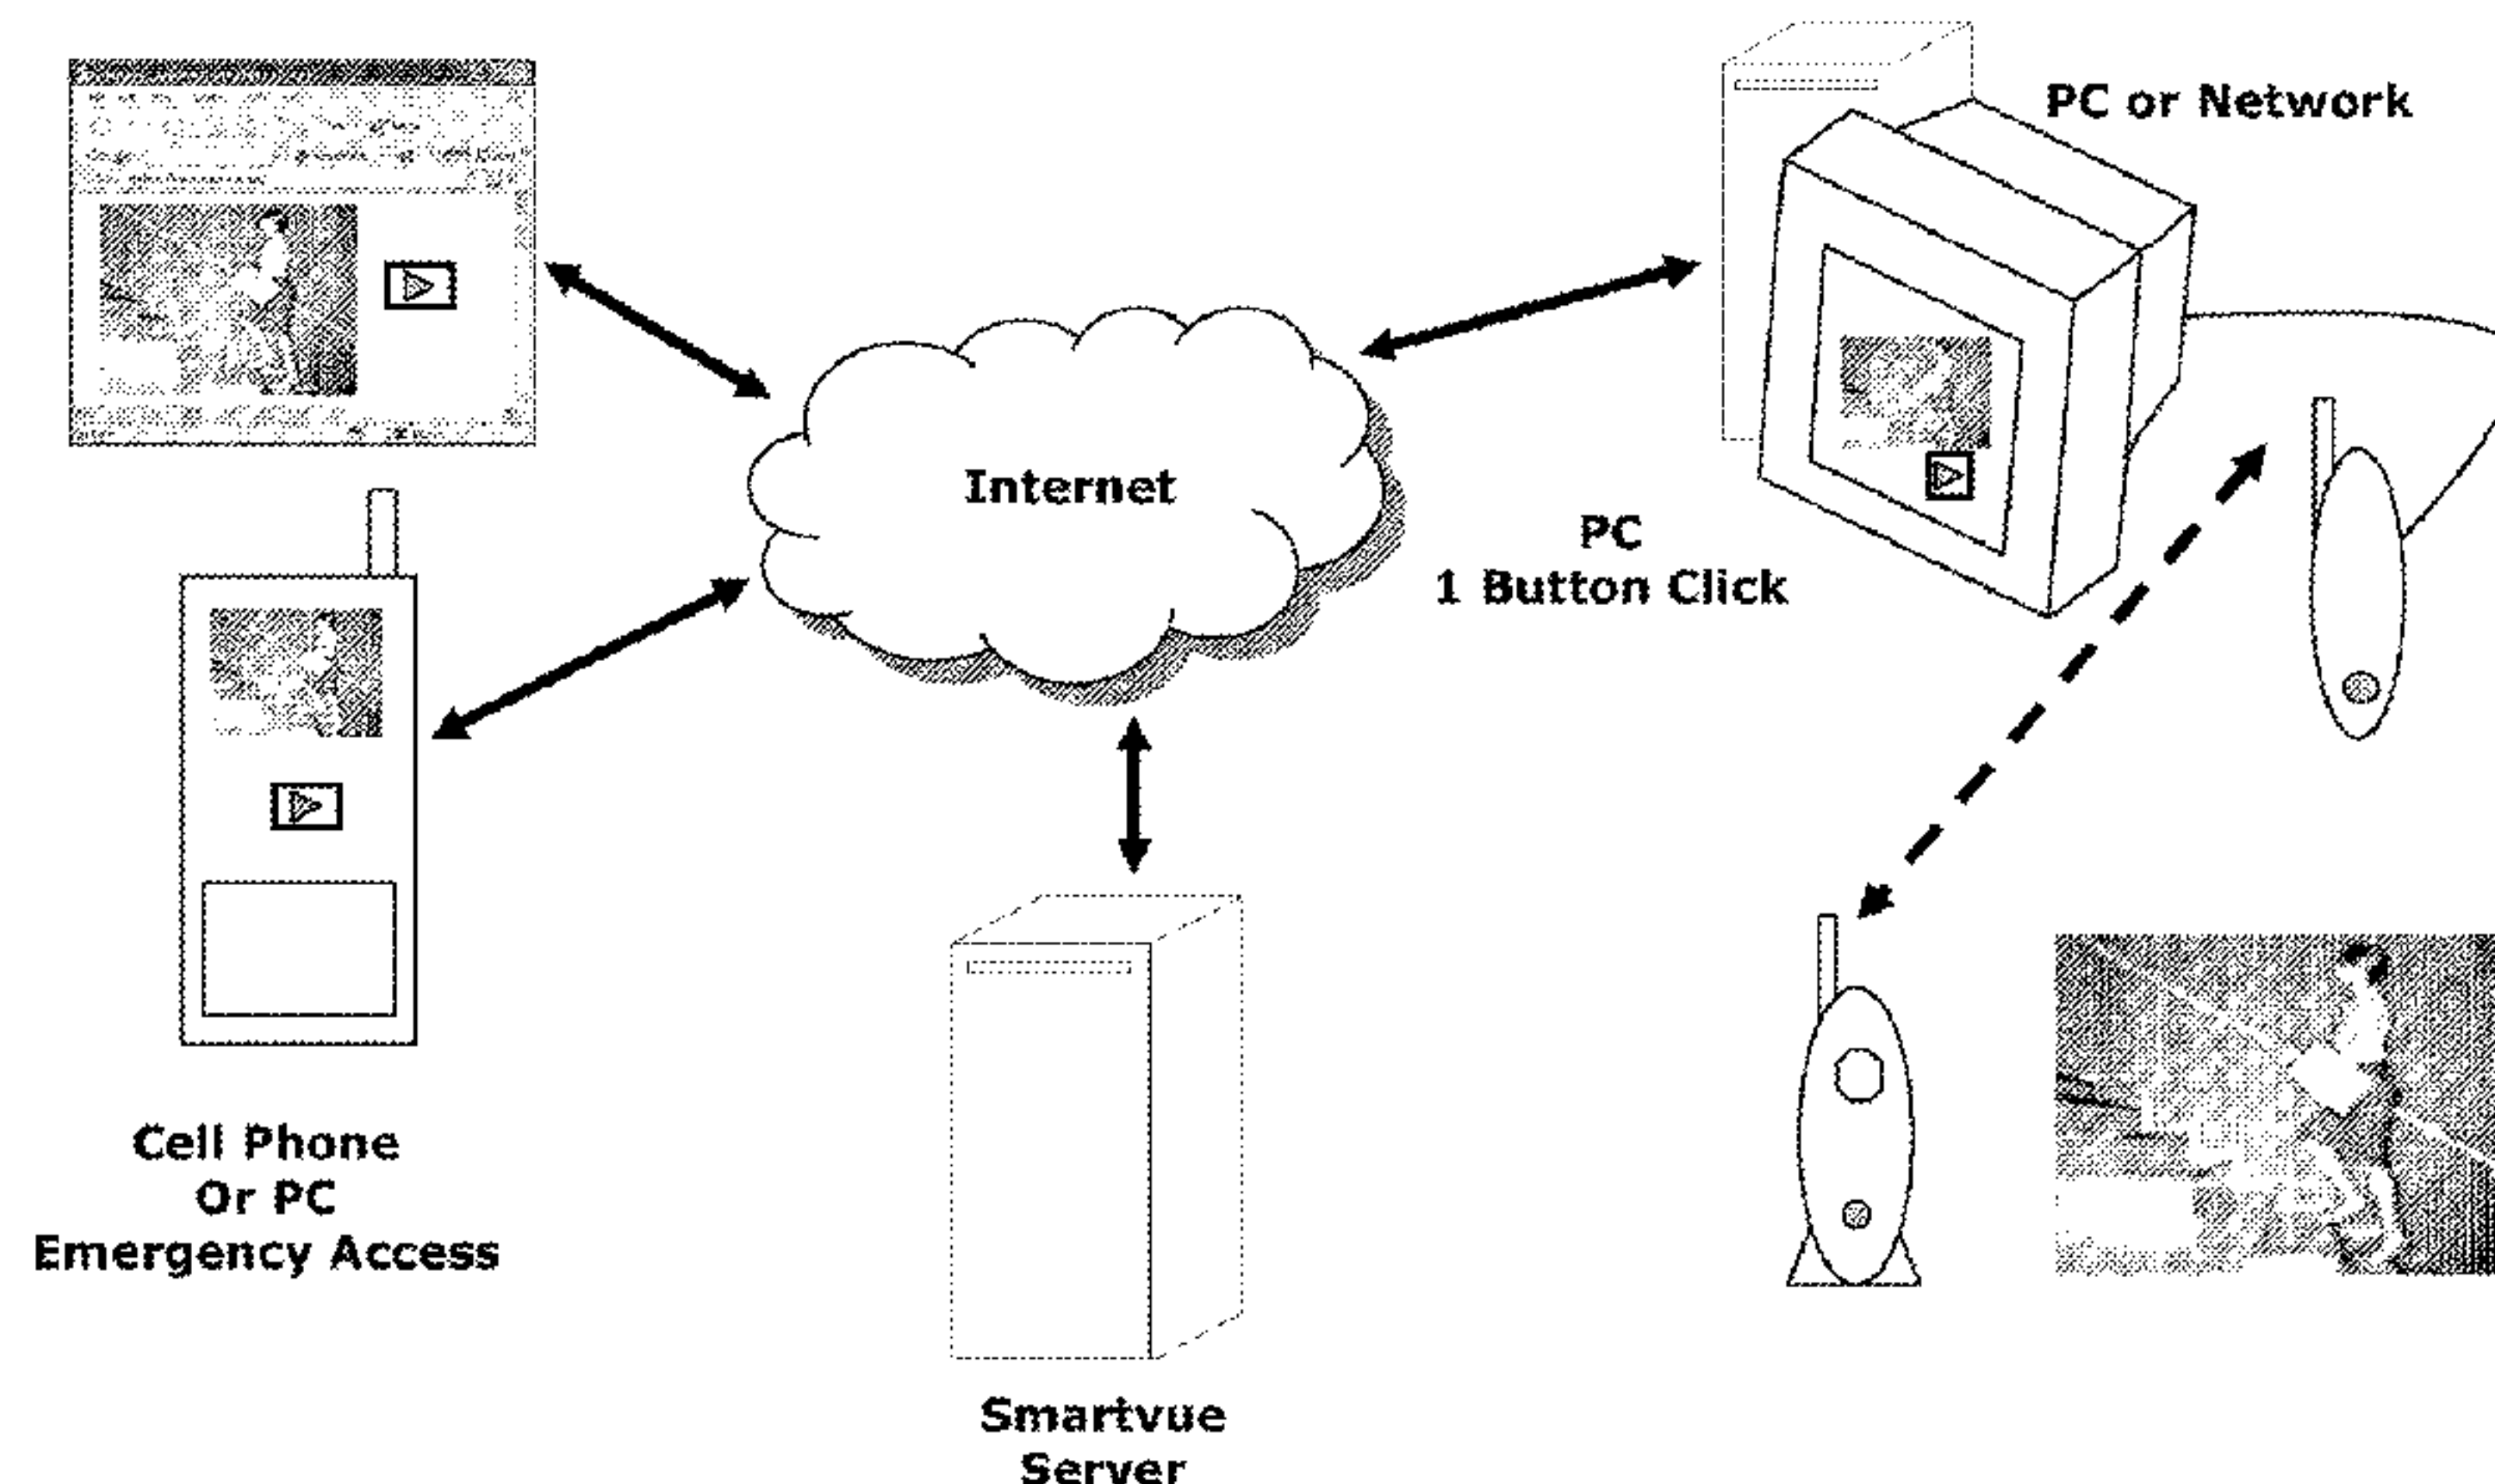 PC or Network
Internet
PC
1 Button Click
Cell Phone
Or PC
Emergency Access
Smartvue
Server